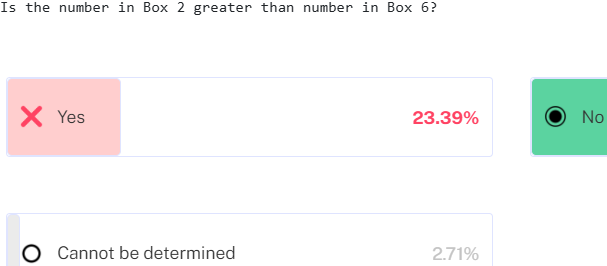 Is the number in Box 2 greater than number in Box 6?
Yes 23.39% No
Cannot be determined 2.71%